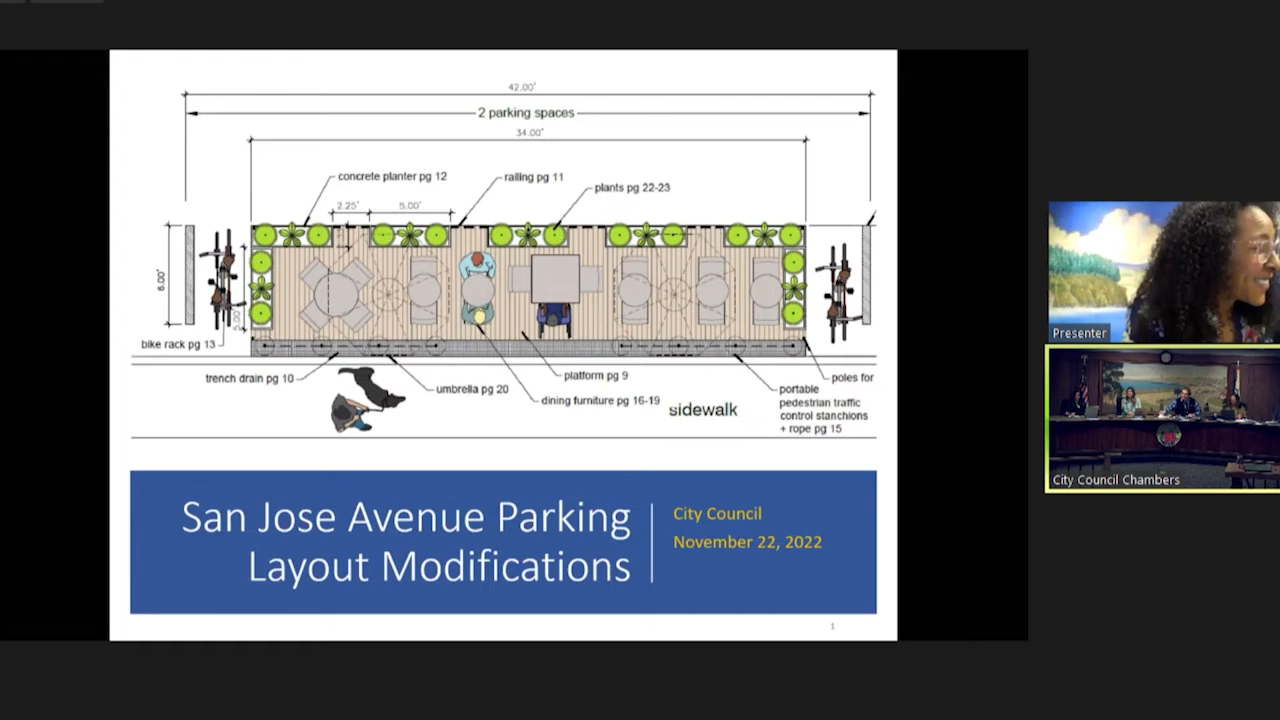 42.00'
2 parking spaces
34.00"
concrete planter pg 12
railing pg 11
plants pg 22-23
2.25'
5.00'
6.00'
5.00'
bike rack pg 13
trench drain pg 10
umbrella pg 20
platform pg 9
dining furniture pg 16-19
sidewalk
poles for
portable
pedestrian traffic
control stanchions
+ rope pg 15
San Jose Avenue Parking
Layout Modifications
City Council
November 22, 2022
1
Presenter
City Council Chambers